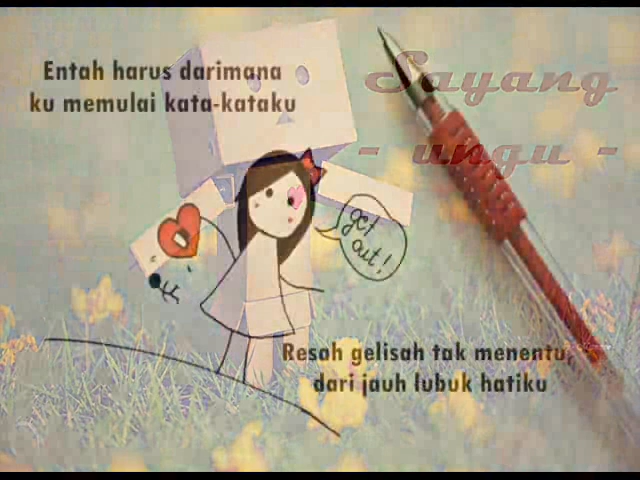 Entah harus darimana
ku memulai kata-kataku
Sayang
- ungu -
get
out!
Resah gelisah tak menentu,
dari jauh lubuk hatiku